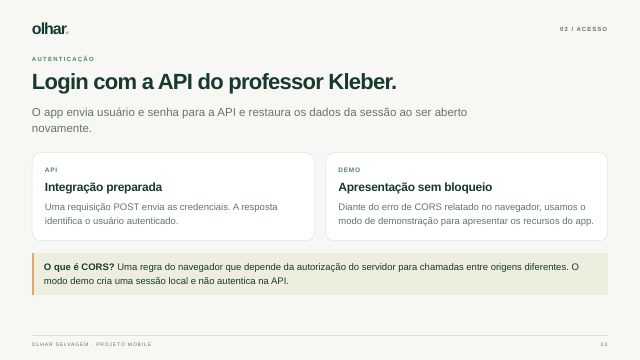 olhar.
02 / ACESSO
AUTENTICAÇÃO
Login com a API do professor Kleber.
O app envia usuário e senha para a API e restaura os dados da sessão ao ser aberto
novamente.
API
Integração preparada
Uma requisição POST envia as credenciais. A resposta
identifica o usuário autenticado.
DEMO
Apresentação sem bloqueio
Diante do erro de CORS relatado no navegador, usamos o
modo de demonstração para apresentar os recursos do app.
O que é CORS? Uma regra do navegador que depende da autorização do servidor para chamadas entre origens diferentes. O
modo demo cria uma sessão local e não autentica na API.
OLHAR SELVAGEM · PROJETO MOBILE